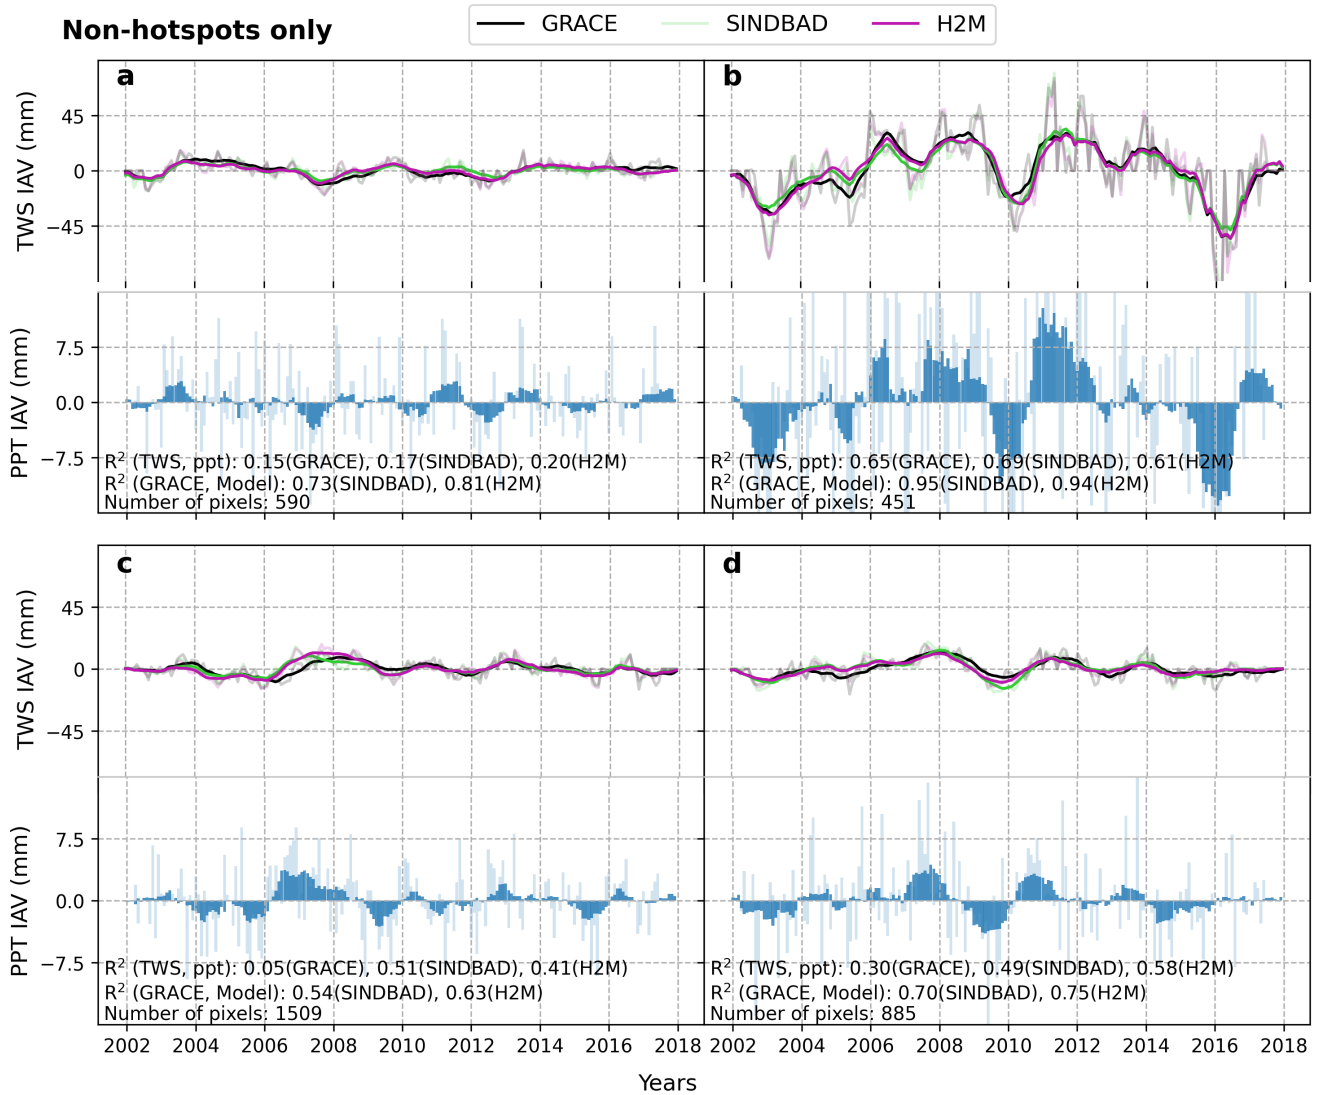 Non-hotspots only
GRACE SINDBAD H2M
a
b
TWS IAV (mm)
45
0
−45
PPT IAV (mm)
7.5
0.0
−7.5
R² (TWS, ppt): 0.15(GRACE), 0.17(SINDBAD), 0.20(H2M)
R² (GRACE, Model): 0.73(SINDBAD), 0.81(H2M)
Number of pixels: 590
R² (TWS, ppt): 0.65(GRACE), 0.69(SINDBAD), 0.61(H2M)
R² (GRACE, Model): 0.95(SINDBAD), 0.94(H2M)
Number of pixels: 451
c
d
TWS IAV (mm)
45
0
−45
PPT IAV (mm)
7.5
0.0
−7.5
R² (TWS, ppt): 0.05(GRACE), 0.51(SINDBAD), 0.41(H2M)
R² (GRACE, Model): 0.54(SINDBAD), 0.63(H2M)
Number of pixels: 1509
R² (TWS, ppt): 0.30(GRACE), 0.49(SINDBAD), 0.58(H2M)
R² (GRACE, Model): 0.70(SINDBAD), 0.75(H2M)
Number of pixels: 885
2002 2004 2006 2008 2010 2012 2014 2016 2018 2002 2004 2006 2008 2010 2012 2014 2016 2018
Years